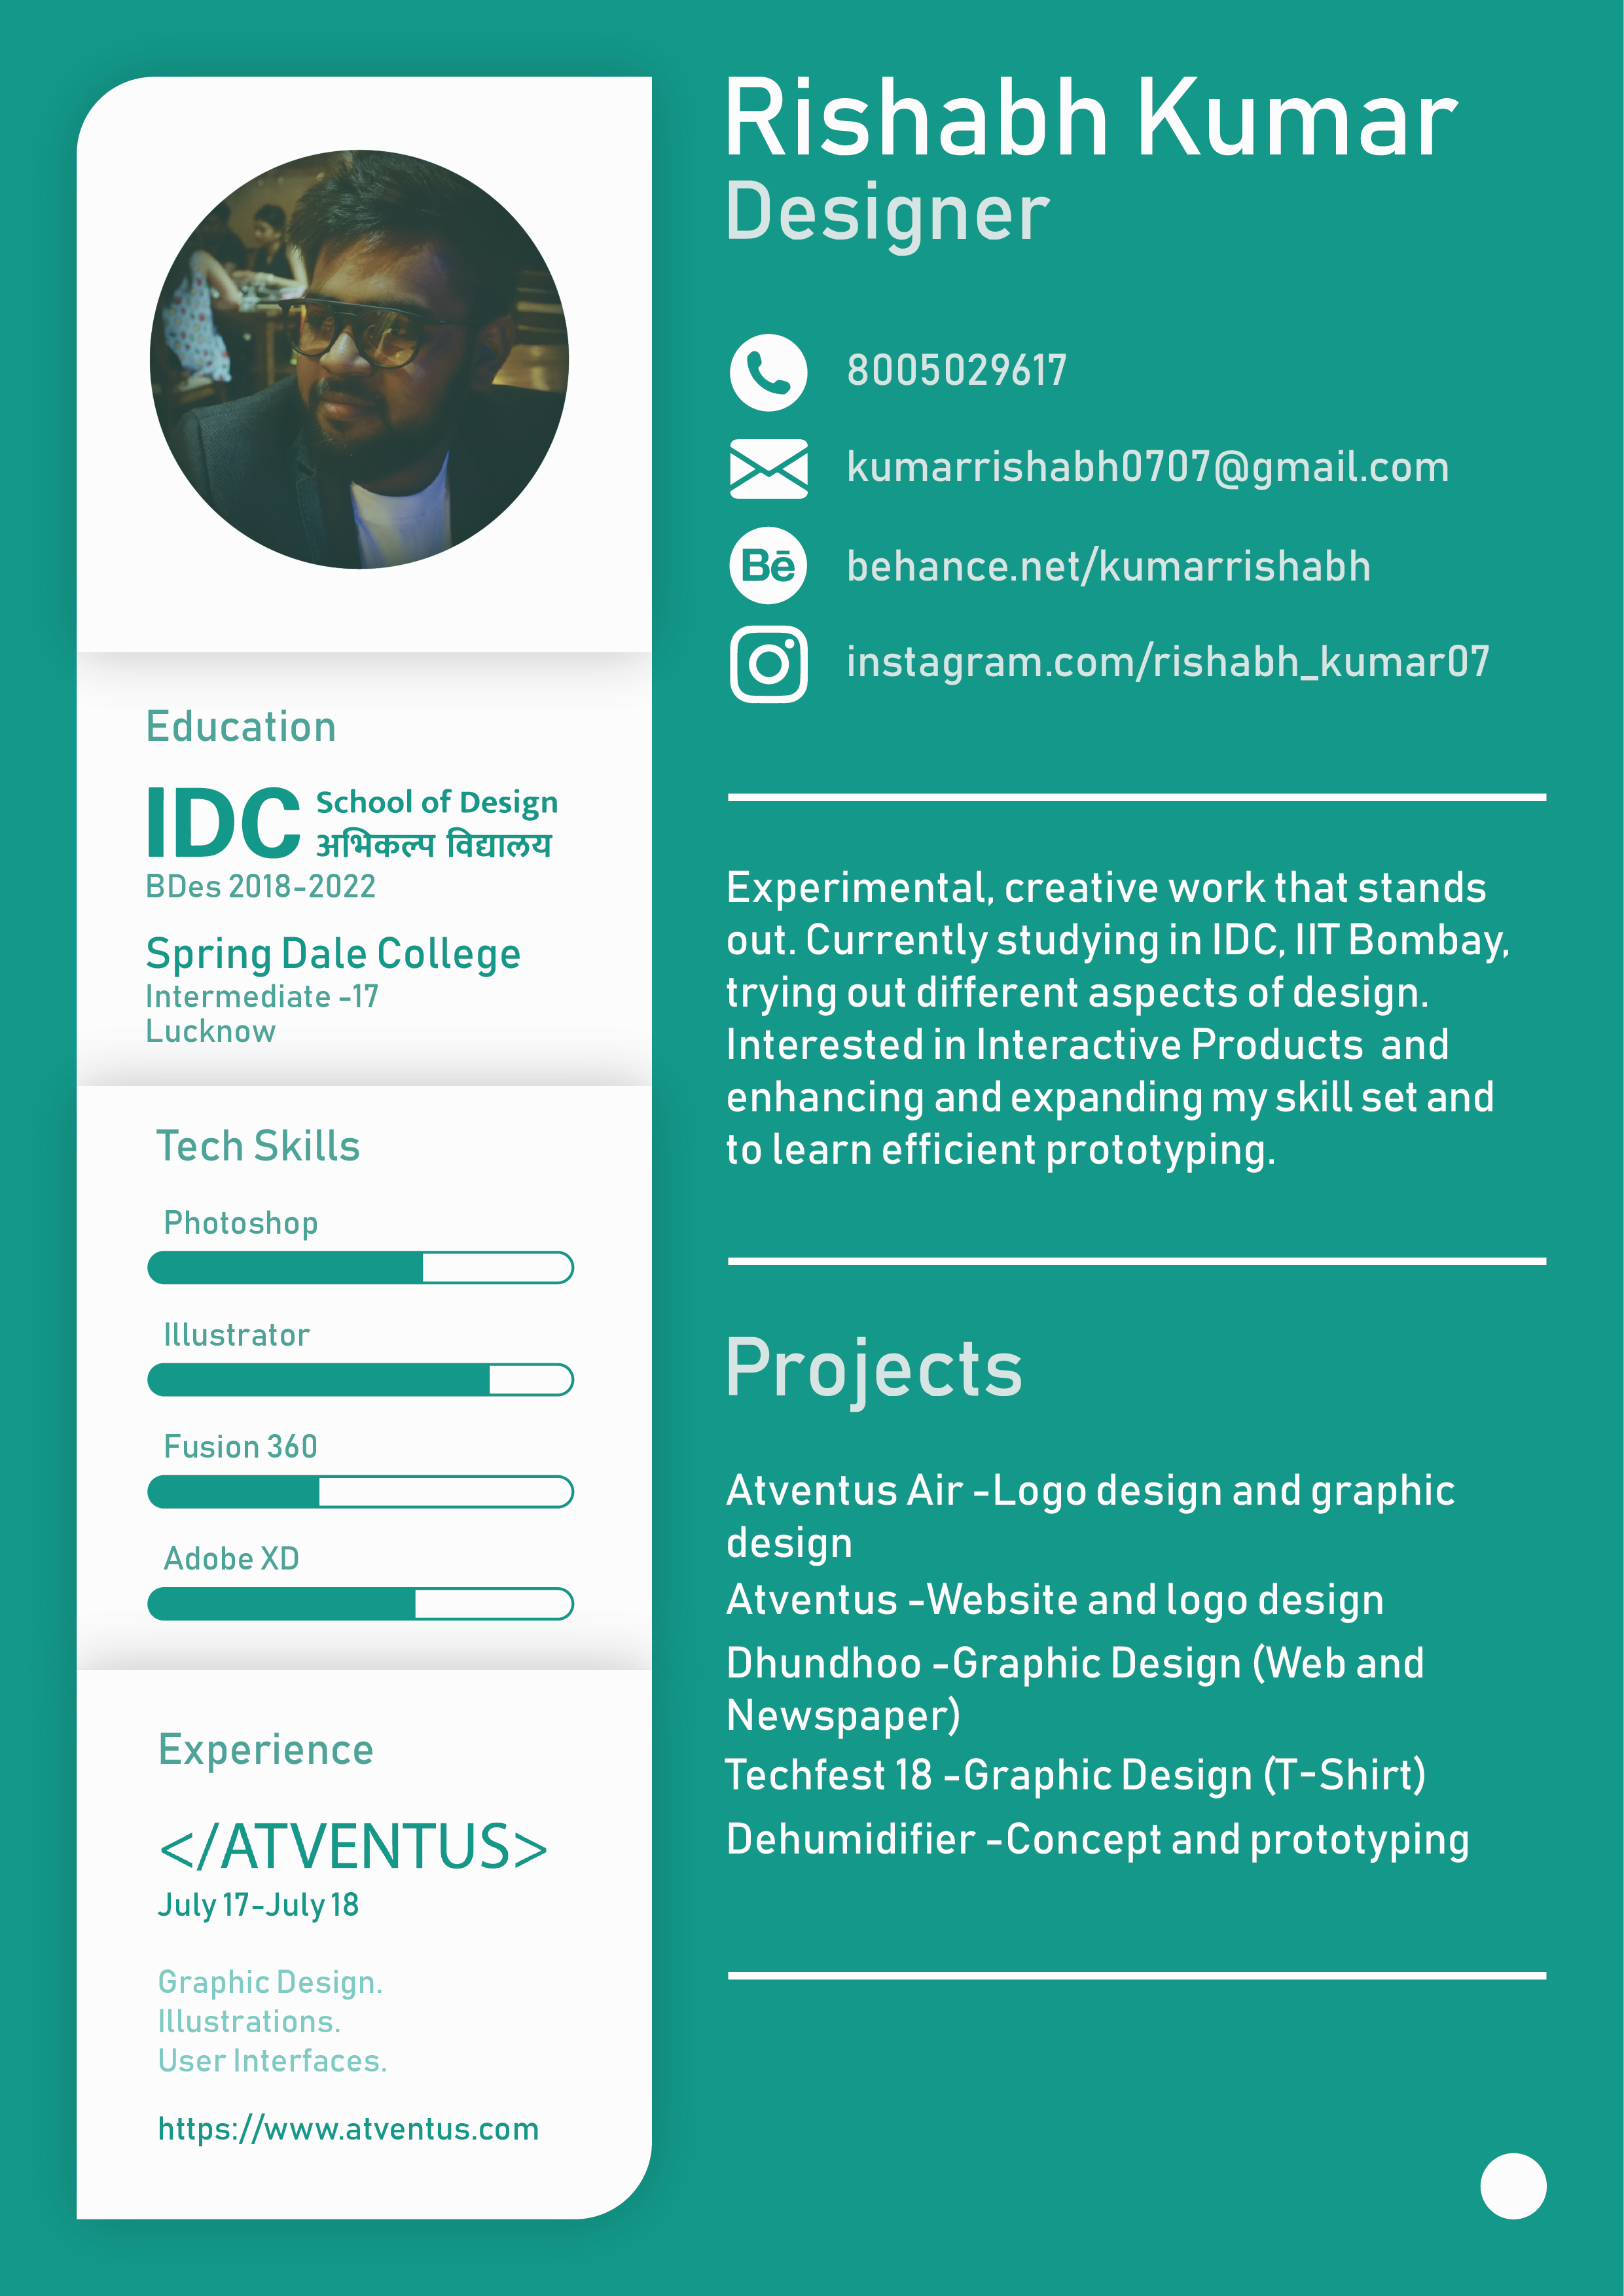 Rishabh Kumar
Designer
8005029617
kumarrishabh0707@gmail.com
Bē behance.net/kumarrishabh
instagram.com/rishabh_kumar07
Education
IDC School of Design
अभिकल्प विद्यालय
BDes 2018-2022
Spring Dale College
Intermediate -17
Lucknow
Tech Skills
Photoshop
Illustrator
Fusion 360
Adobe XD
Experience
</ATVENTUS>
July 17-July 18
Graphic Design.
Illustrations.
User Interfaces.
https://www.atventus.com
Experimental, creative work that stands
out. Currently studying in IDC, IIT Bombay,
trying out different aspects of design.
Interested in Interactive Products  and
enhancing and expanding my skill set and
to learn efficient prototyping.
Projects
Atventus Air -Logo design and graphic
design
Atventus -Website and logo design
Dhundhoo -Graphic Design (Web and
Newspaper)
Techfest 18 -Graphic Design (T-Shirt)
Dehumidifier -Concept and prototyping